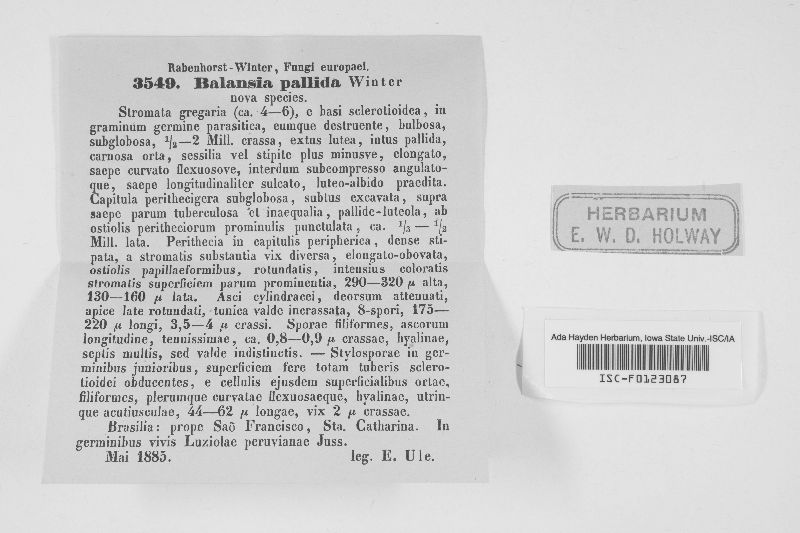 Rabenhorst-Winter, Fungi europaei.
3549. Balansia pallida Winter
nova species.
Stromata gregaria (ca. 4—6), e basi sclerotioidea, in
graminum germine parasitica, eumque destruente, bulbosa,
subglobosa, 1/2—2 Mill. crassa, extus lutea, intus pallida,
carnosa orta, sessilia vel stipite plus minusve, elongato,
saepe curvato flexuosove, interdum subcompresso angulato-
que, saepe longitudinaliter sulcato, luteo-albido praedita.
Capitula perithecigera subglobosa, subtus excavata, supra
saepe parum tuberculosa et inaequalia, pallide-luteola, ab
ostiolis peritheciorum prominulis punctulata, ca. 1/3 — 1/2
Mill. lata. Perithecia in capitulis peripherica, dense sti-
pata, a stromatis substantia vix diversa, elongato-obovata,
ostiolis papillaeformibus, rotundatis, intensius coloratis
stromatis superficiem parum prominentia, 290—320 µ alta,
130—160 µ lata. Asci cylindracei, deorsum attenuati,
apice late rotundati, tunica valde incrassata, 8-spori, 175—
220 µ longi, 3,5—4 µ crassi. Sporae filiformes, ascorum
longitudine, tenuissimae, ca. 0,8—0,9 µ crassae, hyalinae,
septis multis, sed valde indistinctis. — Stylosporae in ger-
minibus junioribus, superficiem fere totam tuberis sclero-
tioidei obducentes, e cellulis ejusdem superficialibus ortae,
filiformes, plerumque curvatae flexuosaeque, hyalinae, utrin-
que acutiusculae, 44—62 µ longae, vix 2 µ crassae.
Brasilia: prope Saõ Francisco, Sta. Catharina. In
germinibus vivis Luziolae peruvianae Juss.
Mai 1885. leg. E. Ule.
HERBARIUM
E. W. D. HOLWAY
Ada Hayden Herbarium, Iowa State Univ.-ISC/IA
ISC-F0123087